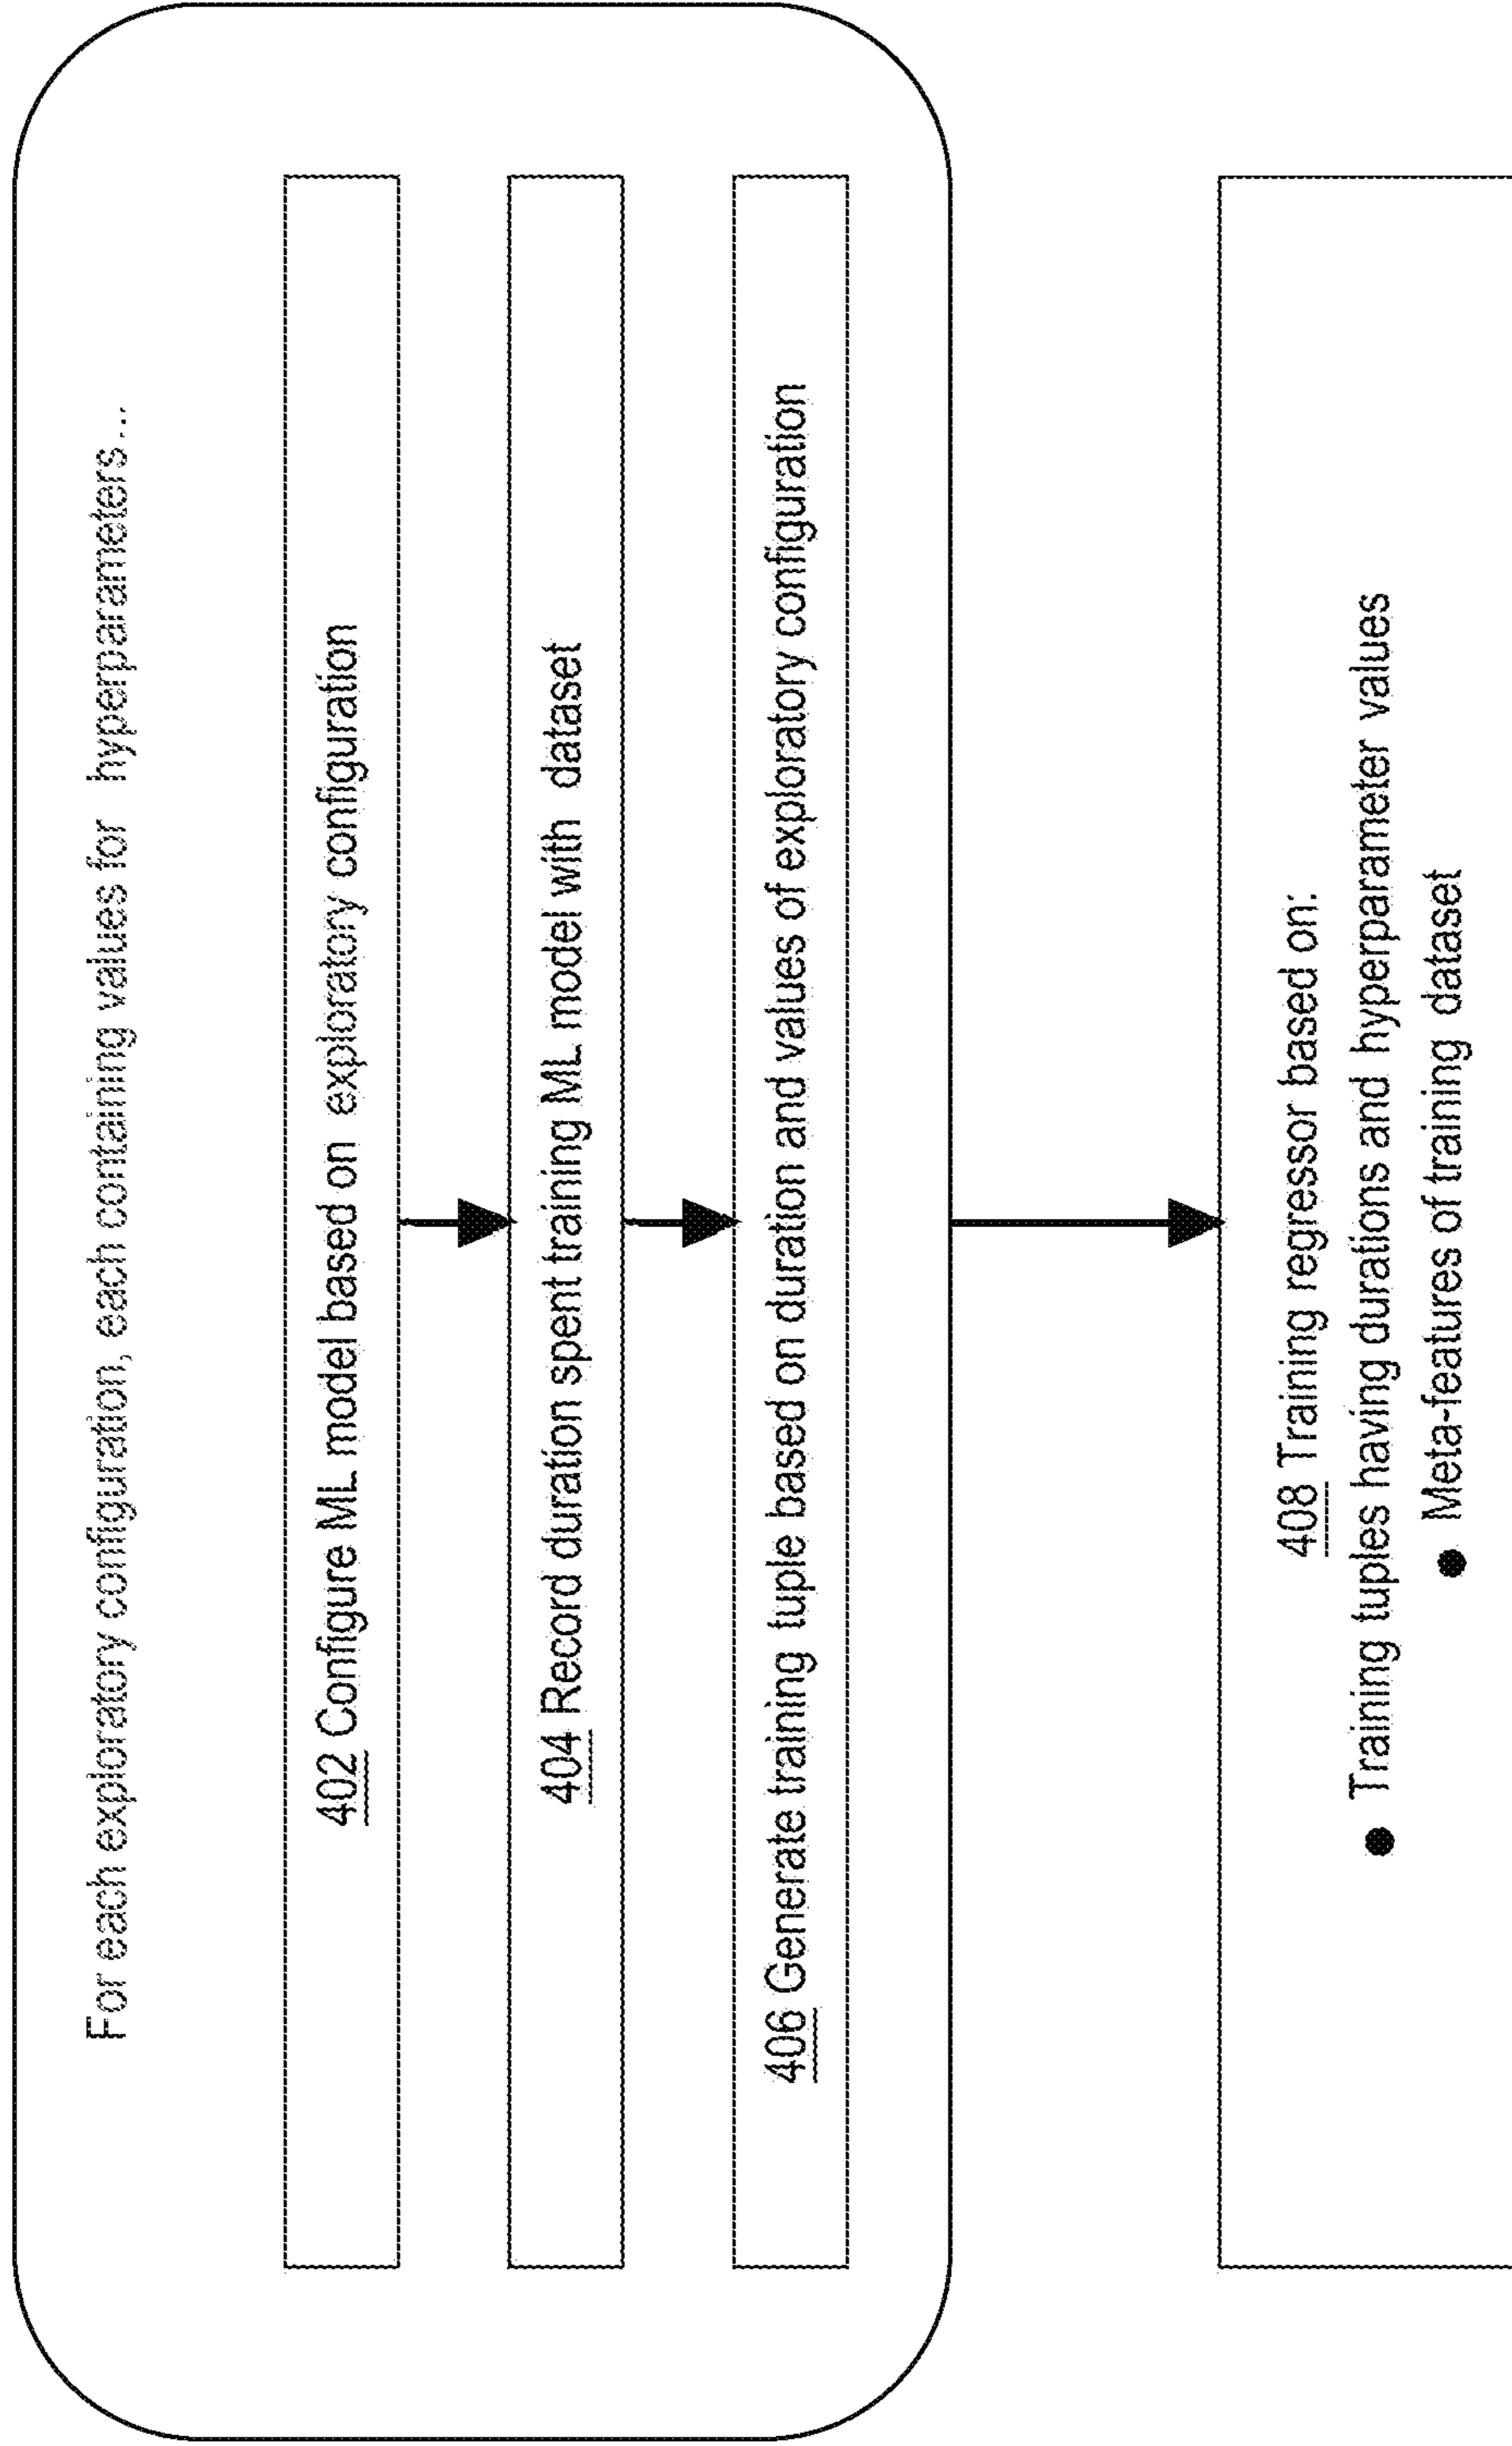 For each exploratory configuration, each containing values for hyperparameters...
402 Configure ML model based on exploratory configuration
404 Record duration spent training ML model with dataset
406 Generate training tuple based on duration and values of exploratory configuration
408 Training regressor based on:
● Training tuples having durations and hyperparameter values
● Meta-features of training dataset